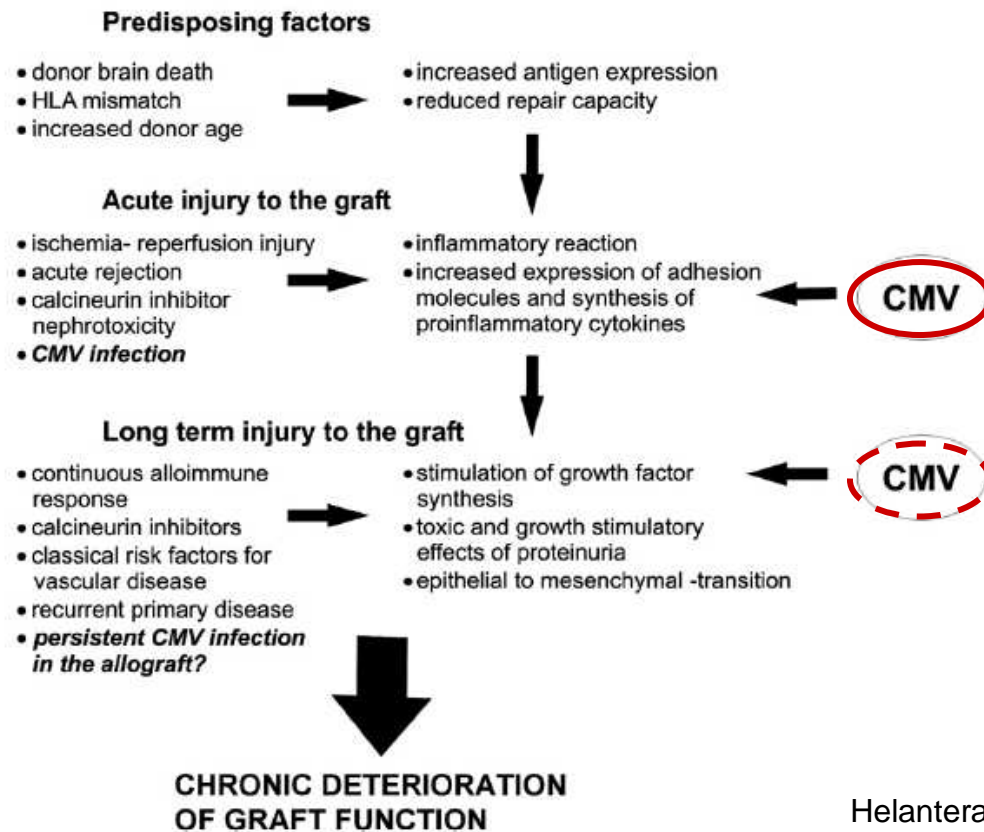 Predisposing factors
• donor brain death
• HLA mismatch
• increased donor age
• increased antigen expression
• reduced repair capacity
Acute injury to the graft
• ischemia- reperfusion injury
• acute rejection
• calcineurin inhibitor
nephrotoxicity
• CMV infection
• inflammatory reaction
• increased expression of adhesion
molecules and synthesis of
proinflammatory cytokines
CMV
Long term injury to the graft
• continuous alloimmune
response
• calcineurin inhibitors
• classical risk factors for
vascular disease
• recurrent primary disease
• persistent CMV infection
in the allograft?
• stimulation of growth factor
synthesis
• toxic and growth stimulatory
effects of proteinuria
• epithelial to mesenchymal -transition
CMV
CHRONIC DETERIORATION
OF GRAFT FUNCTION
Helantera